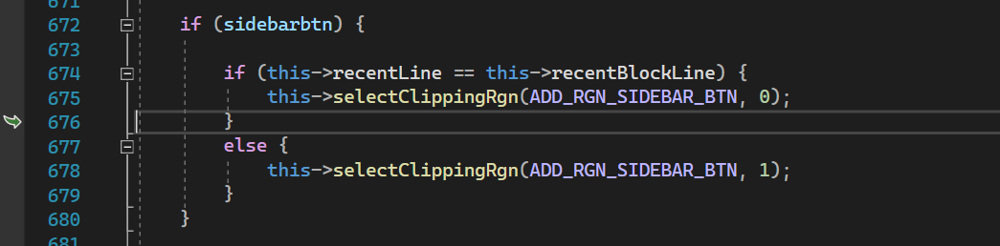 671
672 if (sidebarbtn) {
673
674 if (this->recentLine == this->recentBlockLine) {
675 this->selectClippingRgn(ADD_RGN_SIDEBAR_BTN, 0);
676 }
677 else {
678 this->selectClippingRgn(ADD_RGN_SIDEBAR_BTN, 1);
679 }
680 }
681